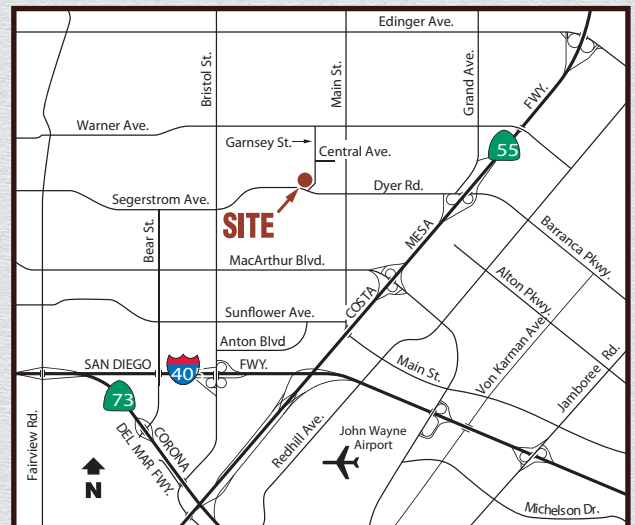 Edinger Ave.
Bristol St.
Main St.
Grand Ave.
FWY.
Warner Ave.
Garnsey St.
Central Ave.
55
Dyer Rd.
Segerstrom Ave.
SITE
Bear St.
MESA
Barranca Pkwy.
MacArthur Blvd.
Alton Pkwy.
COSTA
Sunflower Ave.
Anton Blvd
Von Karman Ave.
SAN DIEGO
405
FWY.
Main St.
Jamboree Rd.
73
Fairview Rd.
CORONA
DEL MAR FWY.
Redhill Ave.
John Wayne
Airport
N
Michelson Dr.